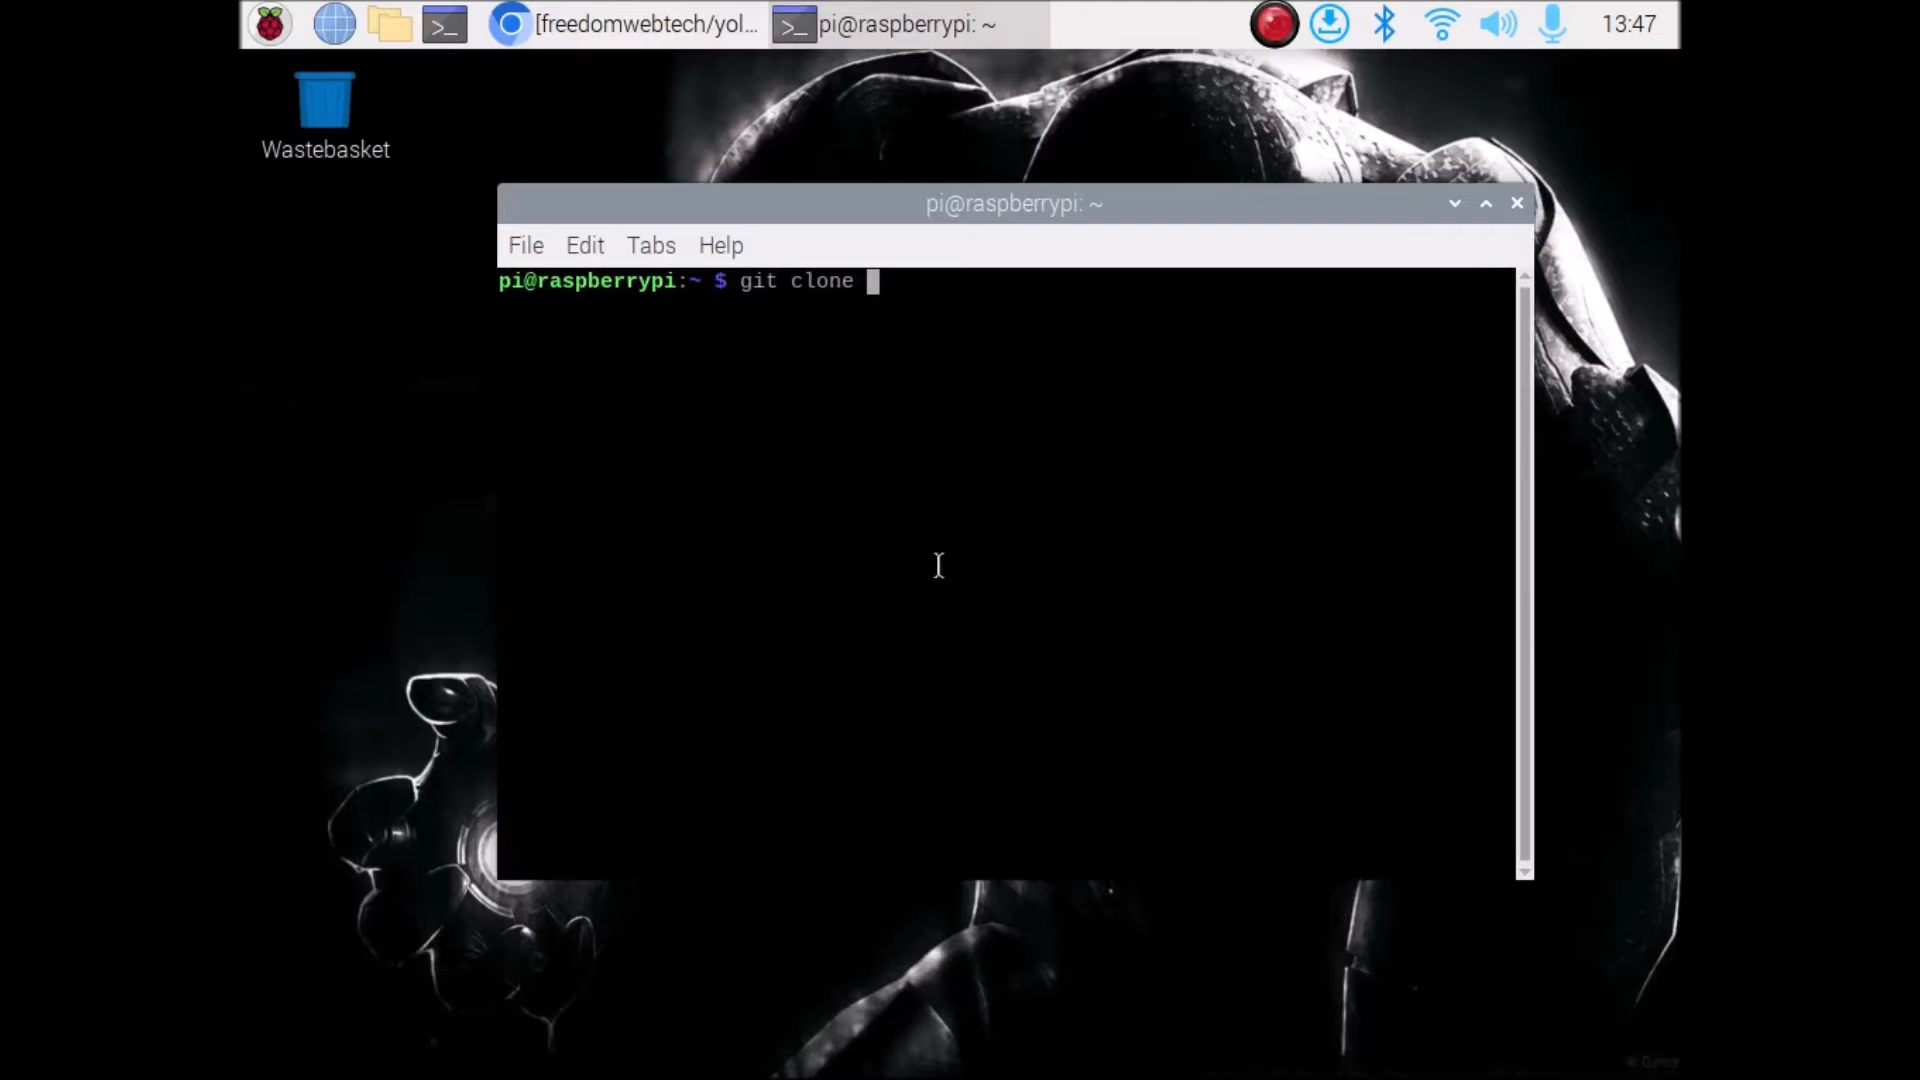 [freedomwebtech/yol... pi@raspberrypi: ~ 13:47
Wastebasket
pi@raspberrypi: ~
File Edit Tabs Help
pi@raspberrypi:~ $ git clone